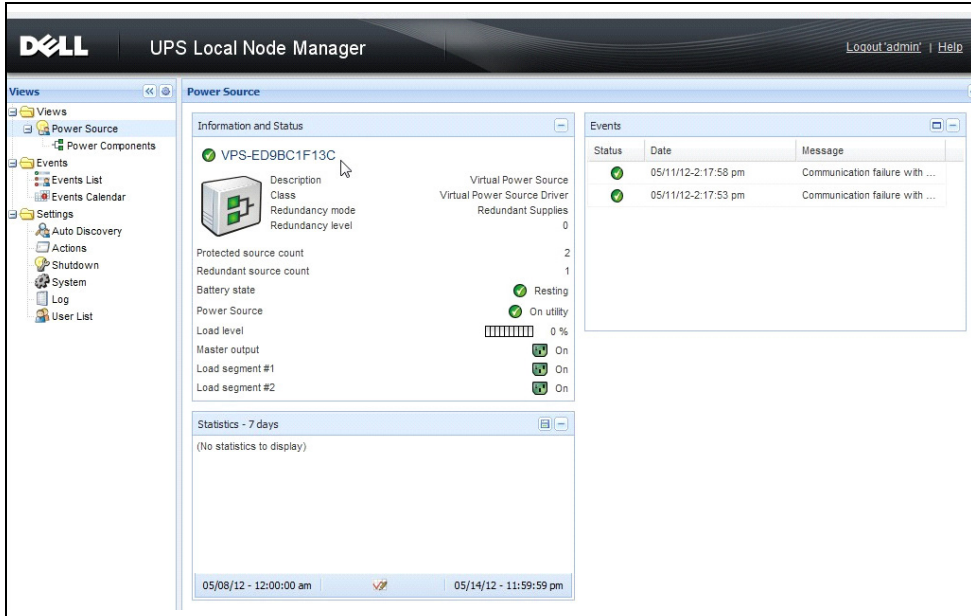 DELL
UPS Local Node Manager
Logout 'admin' | Help
Views
Power Source
Views
Power Source
Power Components
Events
Events List
Events Calendar
Settings
Auto Discovery
Actions
Shutdown
System
Log
User List
Information and Status
VPS-ED9BC1F13C
Description Virtual Power Source
Class Virtual Power Source Driver
Redundancy mode Redundant Supplies
Redundancy level 0
Protected source count 2
Redundant source count 1
Battery state Resting
Power Source On utility
Load level 0 %
Master output On
Load segment #1 On
Load segment #2 On
Statistics - 7 days
(No statistics to display)
05/08/12 - 12:00:00 am 05/14/12 - 11:59:59 pm
Events
Status Date Message
05/11/12-2:17:58 pm Communication failure with ...
05/11/12-2:17:53 pm Communication failure with ...